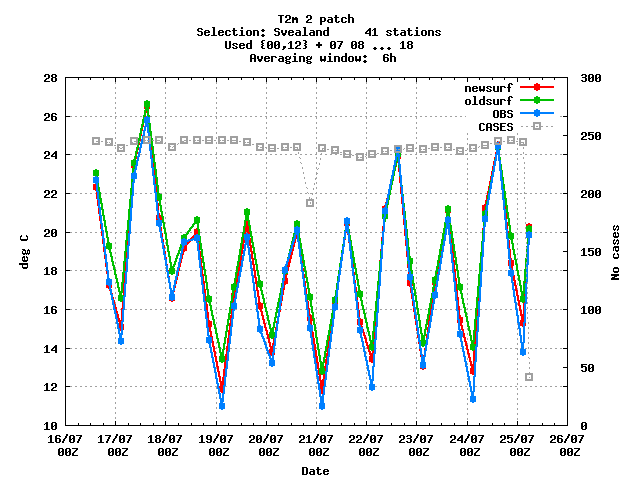 T2m 2 patch
Selection: Svealand 41 stations
Used {00,12} + 07 08 ... 18
Averaging window: 6h
28 300
newsurf
oldsurf
26 OBS
CASES 250
24
22 200
20
deg C No cases
150
18
16 100
14
50
12
10 0
16/07 17/07 18/07 19/07 20/07 21/07 22/07 23/07 24/07 25/07 26/07
00Z 00Z 00Z 00Z 00Z 00Z 00Z 00Z 00Z 00Z 00Z
Date